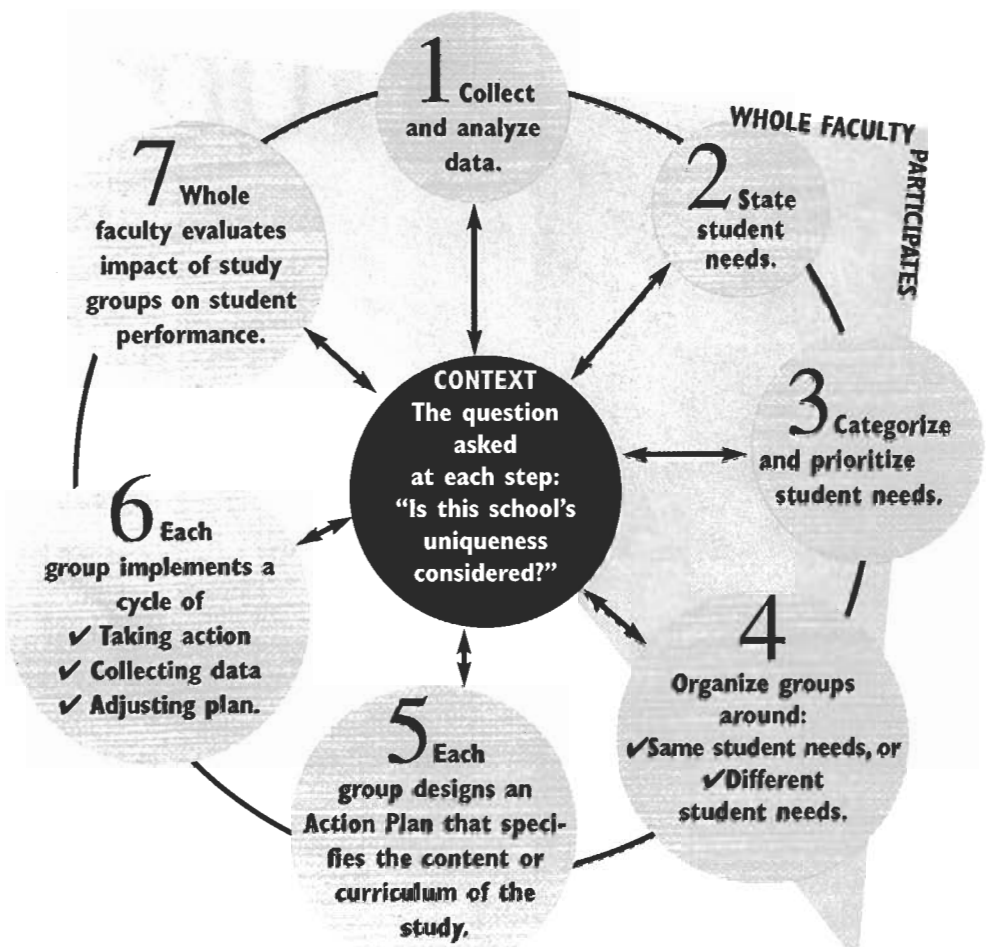 1 Collect
and analyze
data.
WHOLE FACULTY
PARTICIPATES
2 State
student
needs.
3 Categorize
and prioritize
student needs.
4
Organize groups
around:
✔Same student needs, or
✔Different
student needs.
5 Each
group designs an
Action Plan that speci-
fies the content or
curriculum of the
study.
6 Each
group implements a
cycle of
✔ Taking action
✔ Collecting data
✔ Adjusting plan.
7 Whole
faculty evaluates
impact of study
groups on student
performance.
CONTEXT
The question
asked
at each step:
“Is this school’s
uniqueness
considered?”